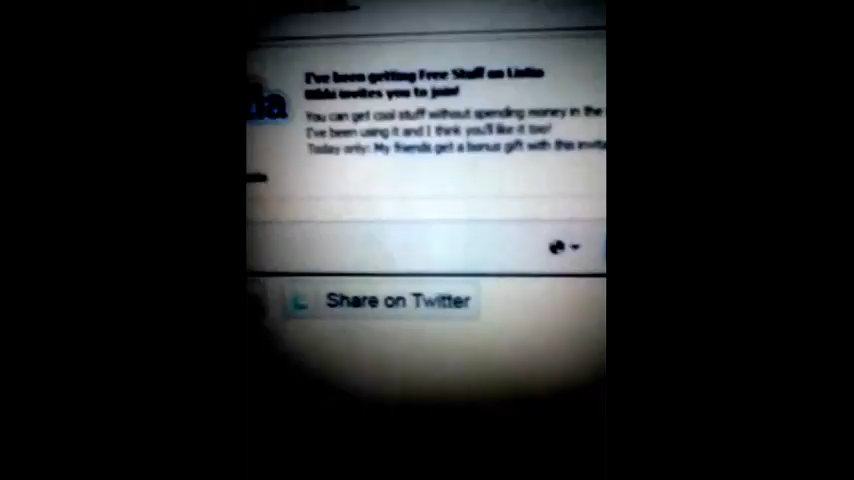 I've been getting Free Stuff on Listia
invites you to join!
You can get cool stuff without spending money in the
I've been using it and I think you'll like it too!
Today only: My friends get a bonus gift with this
Share on Twitter